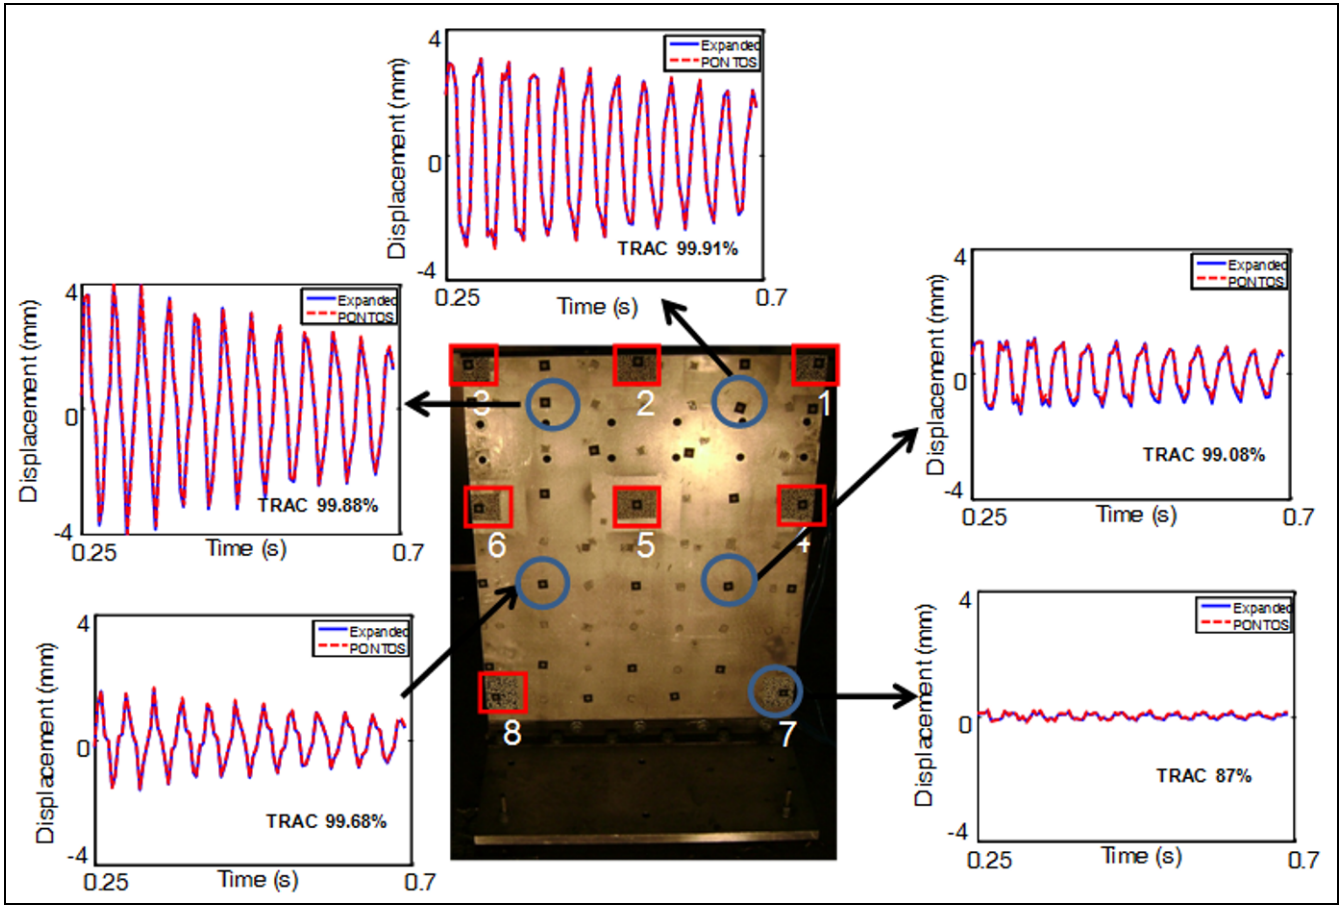 4
Displacement (mm)
0
-4
Expanded
PONTOS
TRAC 99.91%
0.25
Time (s)
0.7
4
Displacement (mm)
0
-4
Expanded
PONTOS
TRAC 99.88%
0.25
Time (s)
0.7
4
Displacement (mm)
0
-4
Expanded
PONTOS
TRAC 99.08%
0.25
Time (s)
0.7
3
2
1
6
5
4
8
7
4
Displacement (mm)
0
-4
Expanded
PONTOS
TRAC 99.68%
0.25
Time (s)
0.7
4
Displacement (mm)
0
-4
Expanded
PONTOS
TRAC 87%
0.25
Time (s)
0.7